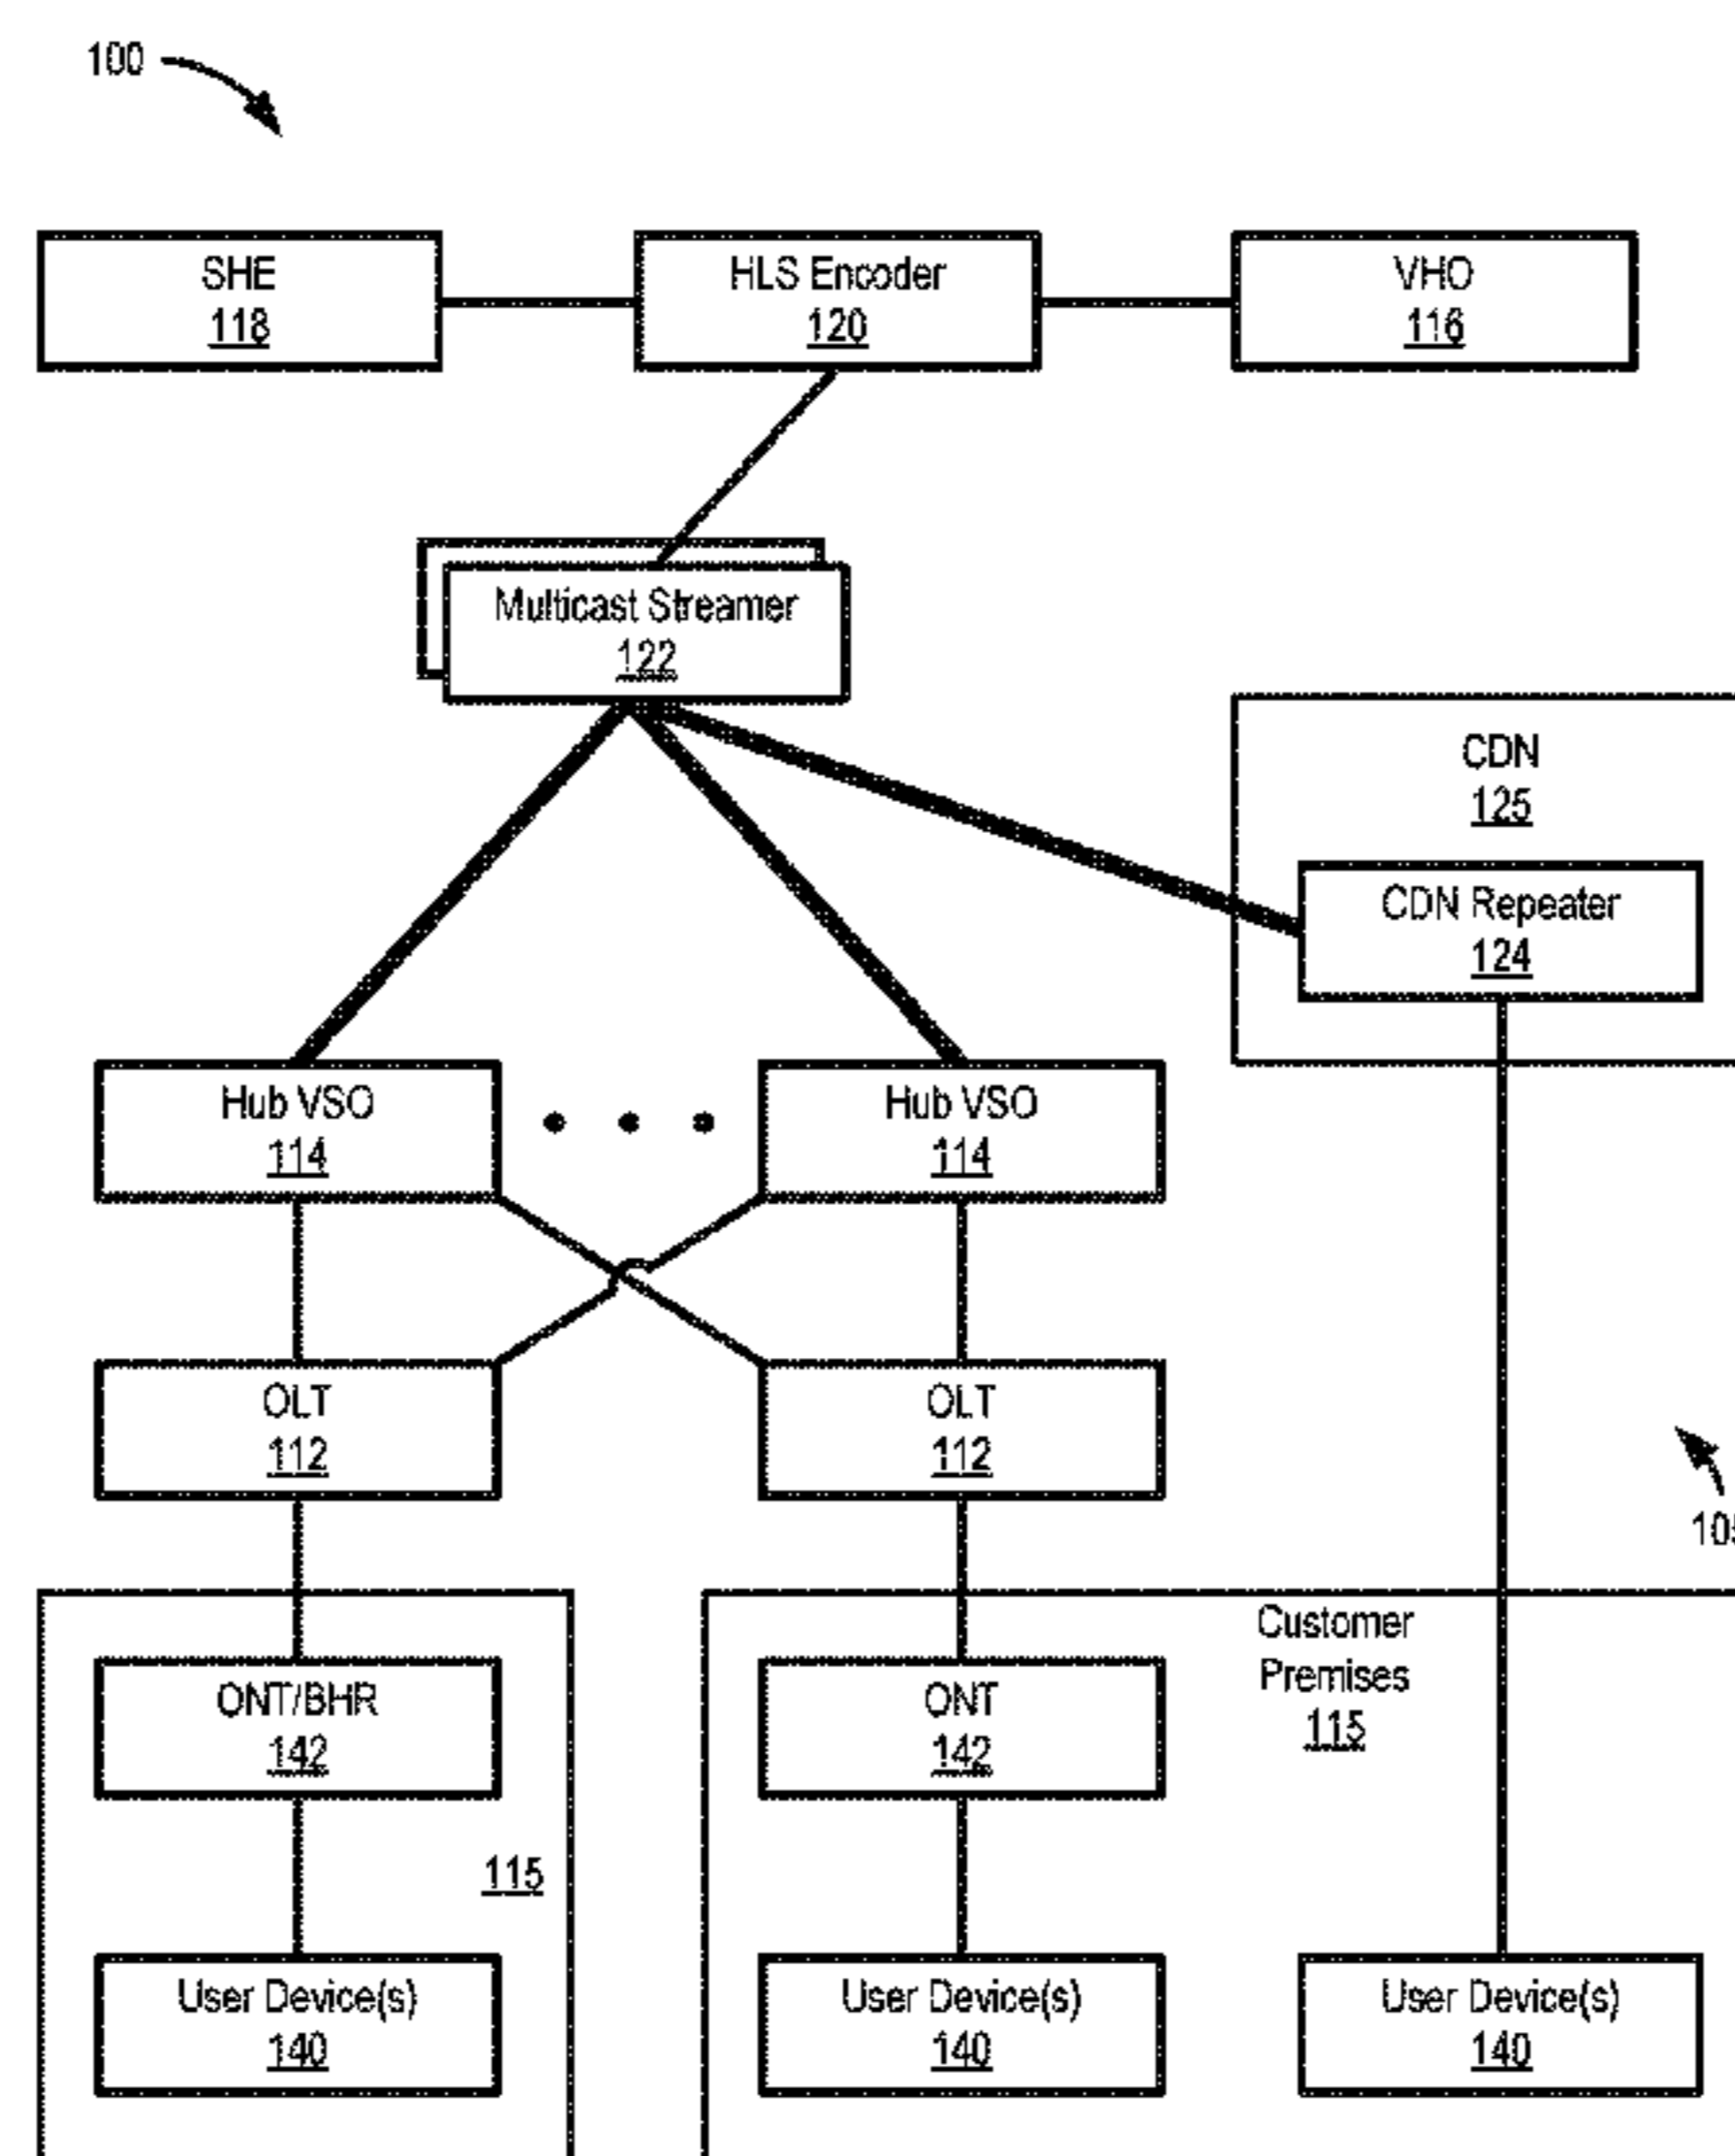 100
SHE
118
HLS Encoder
120
VHO
116
Multicast Streamer
122
CDN
125
CDN Repeater
124
Hub VSO
114
Hub VSO
114
OLT
112
OLT
112
Customer
Premises
115
ONT/BHR
142
ONT
142
115
User Device(s)
140
User Device(s)
140
User Device(s)
140